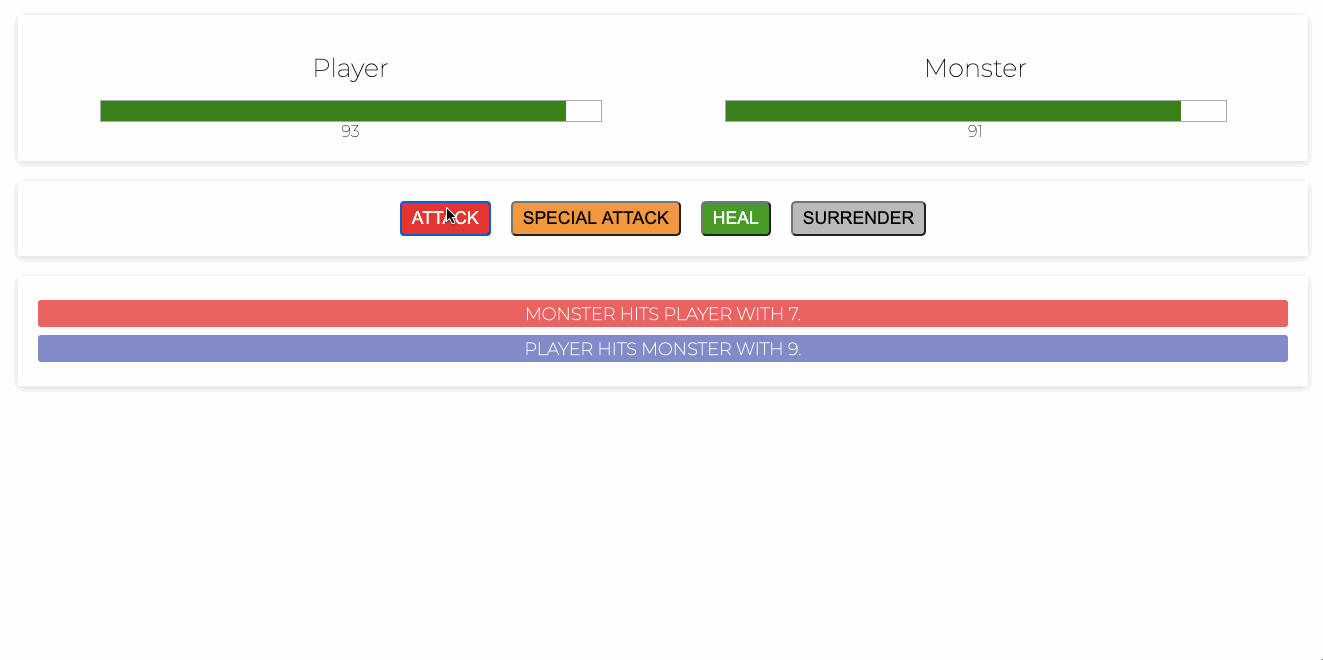 Player
Monster
93
91
ATTACK
SPECIAL ATTACK
HEAL
SURRENDER
MONSTER HITS PLAYER WITH 7.
PLAYER HITS MONSTER WITH 9.